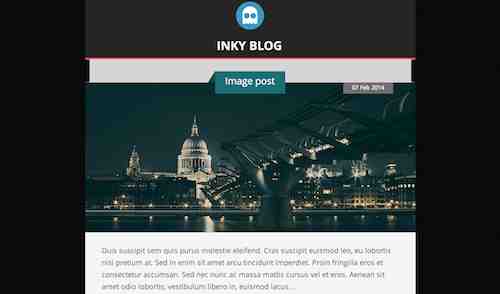 INKY BLOG
Image post
07 Feb 2014
Duis suscipit sem quis purus molestie eleifend. Cras suscipit euismod leo, eu lobortis
nisl pretium at. Sed in enim sit amet arcu tincidunt imperdiet. Proin fringilla eros et
consectetur accumsan. Sed nec nunc ac massa mattis cursus vel et eros. Aenean sit
amet odio lobortis, vestibulum libero in, euismod lacus...